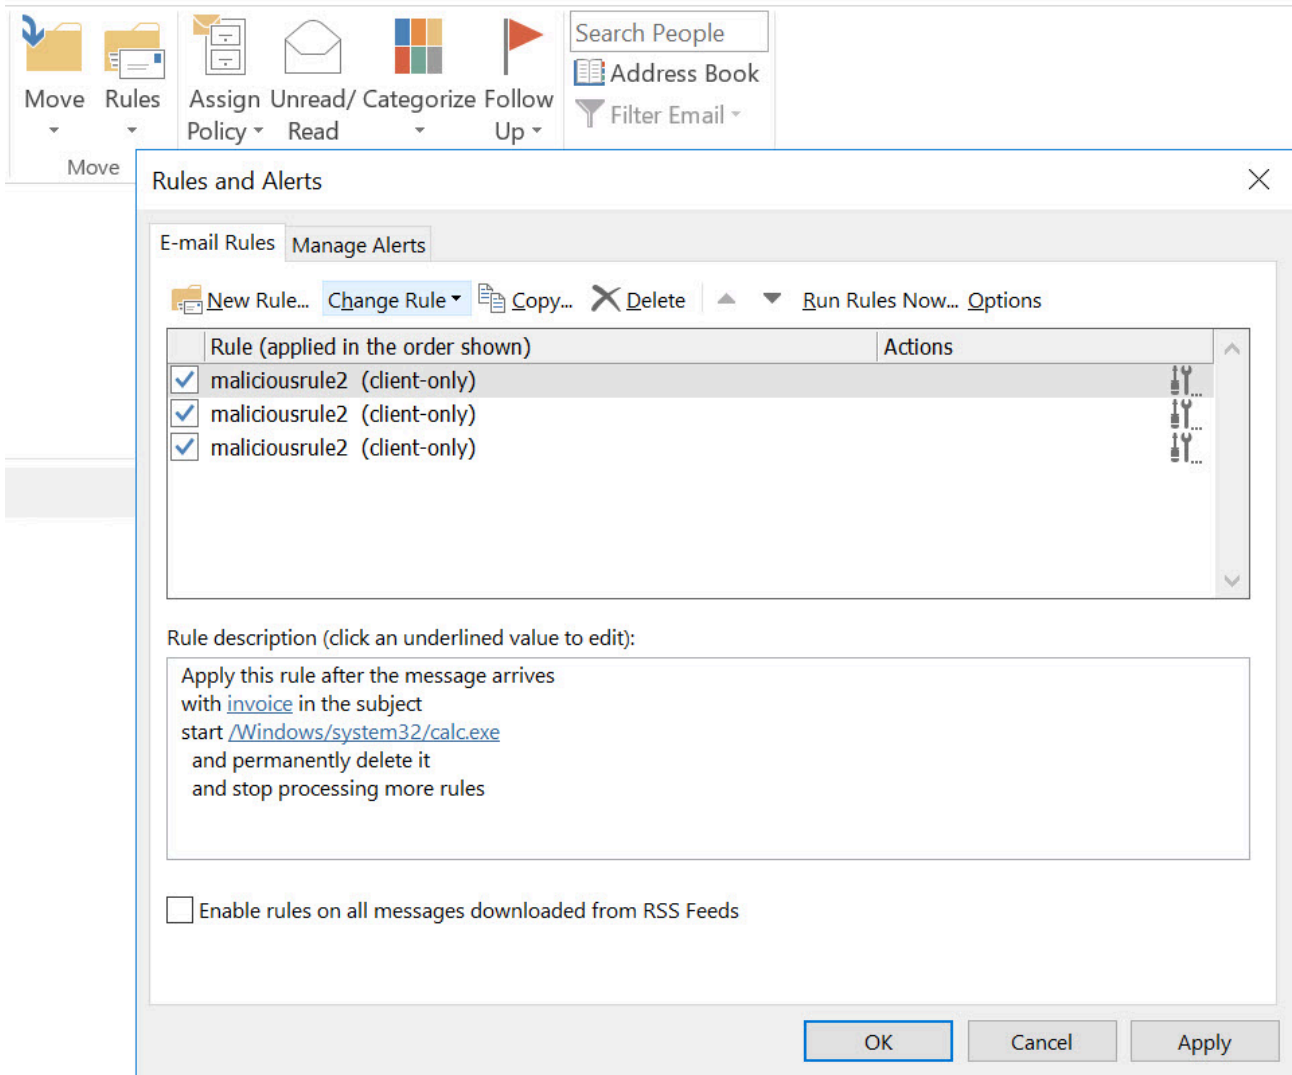 Search People
Address Book
Filter Email
Move Rules Assign Policy Unread/ Read Categorize Follow Up
Move
Rules and Alerts
E-mail Rules Manage Alerts
New Rule... Change Rule Copy... Delete Run Rules Now... Options
Rule (applied in the order shown) Actions
maliciousrule2 (client-only)
maliciousrule2 (client-only)
maliciousrule2 (client-only)
Rule description (click an underlined value to edit):
Apply this rule after the message arrives
with invoice in the subject
start /Windows/system32/calc.exe
and permanently delete it
and stop processing more rules
Enable rules on all messages downloaded from RSS Feeds
OK Cancel Apply